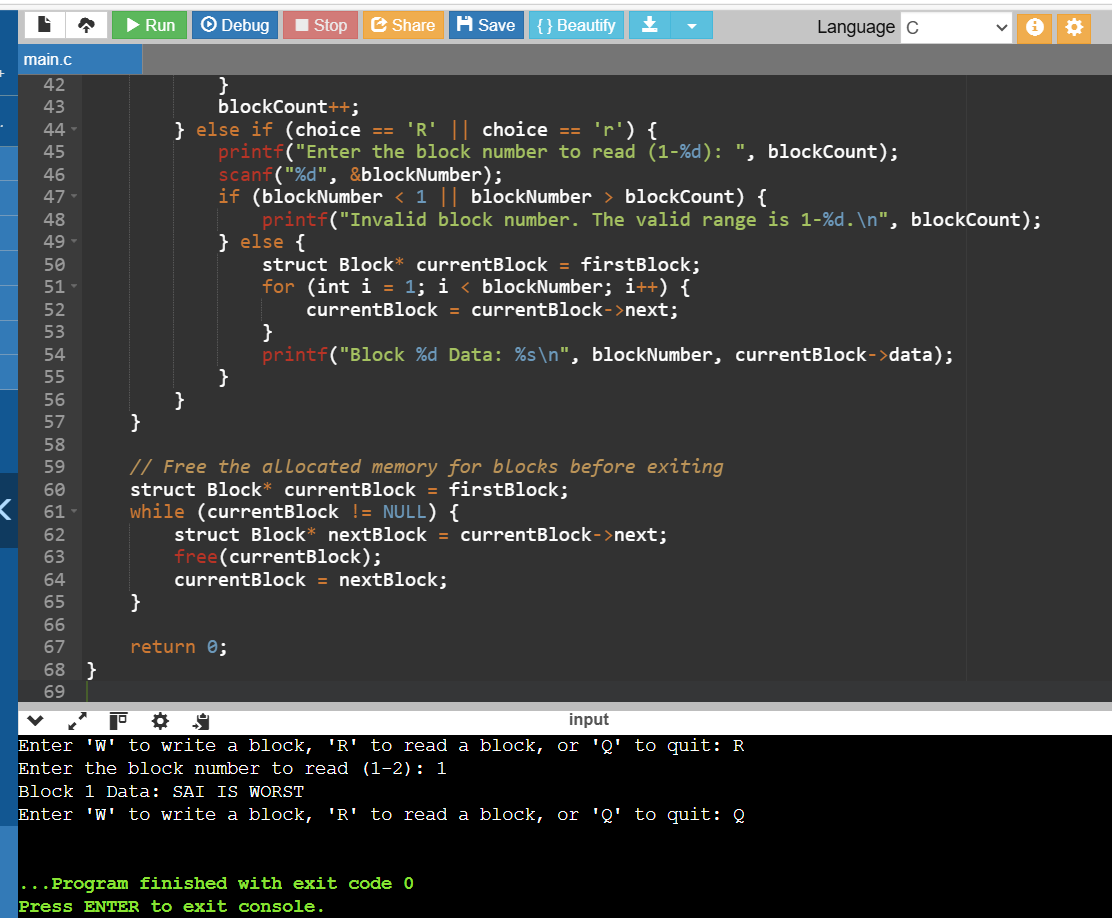 Run Debug Stop Share Save { } Beautify Language C
main.c
42 }
43 blockCount++;
44 } else if (choice == 'R' || choice == 'r') {
45 printf("Enter the block number to read (1-%d): ", blockCount);
46 scanf("%d", &blockNumber);
47 if (blockNumber < 1 || blockNumber > blockCount) {
48 printf("Invalid block number. The valid range is 1-%d.\n", blockCount);
49 } else {
50 struct Block* currentBlock = firstBlock;
51 for (int i = 1; i < blockNumber; i++) {
52 currentBlock = currentBlock->next;
53 }
54 printf("Block %d Data: %s\n", blockNumber, currentBlock->data);
55 }
56 }
57 }
58
59 // Free the allocated memory for blocks before exiting
60 struct Block* currentBlock = firstBlock;
61 while (currentBlock != NULL) {
62 struct Block* nextBlock = currentBlock->next;
63 free(currentBlock);
64 currentBlock = nextBlock;
65 }
66
67 return 0;
68 }
69
input
Enter 'W' to write a block, 'R' to read a block, or 'Q' to quit: R
Enter the block number to read (1-2): 1
Block 1 Data: SAI IS WORST
Enter 'W' to write a block, 'R' to read a block, or 'Q' to quit: Q
...Program finished with exit code 0
Press ENTER to exit console.